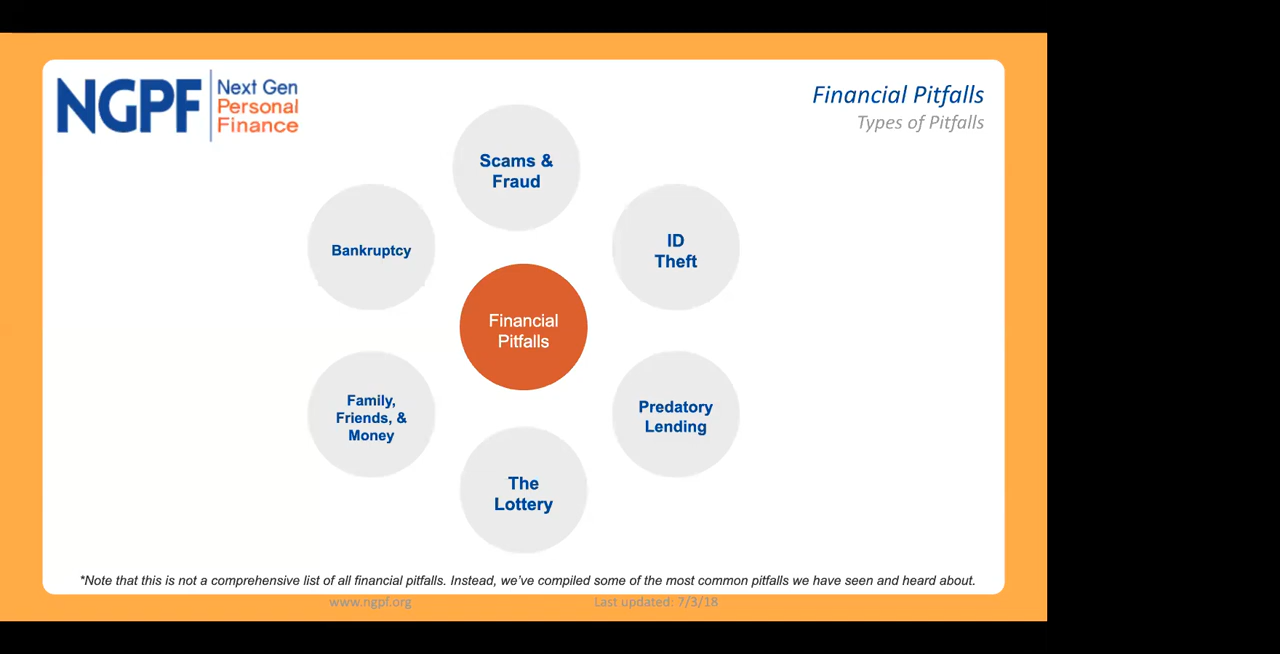 NGPF
Next Gen
Personal
Finance
Financial Pitfalls
Types of Pitfalls
Scams &
Fraud
Bankruptcy
ID
Theft
Financial
Pitfalls
Family,
Friends, &
Money
Predatory
Lending
The
Lottery
*Note that this is not a comprehensive list of all financial pitfalls. Instead, we've compiled some of the most common pitfalls we have seen and heard about.
www.ngpf.org
Last updated: 7/3/18